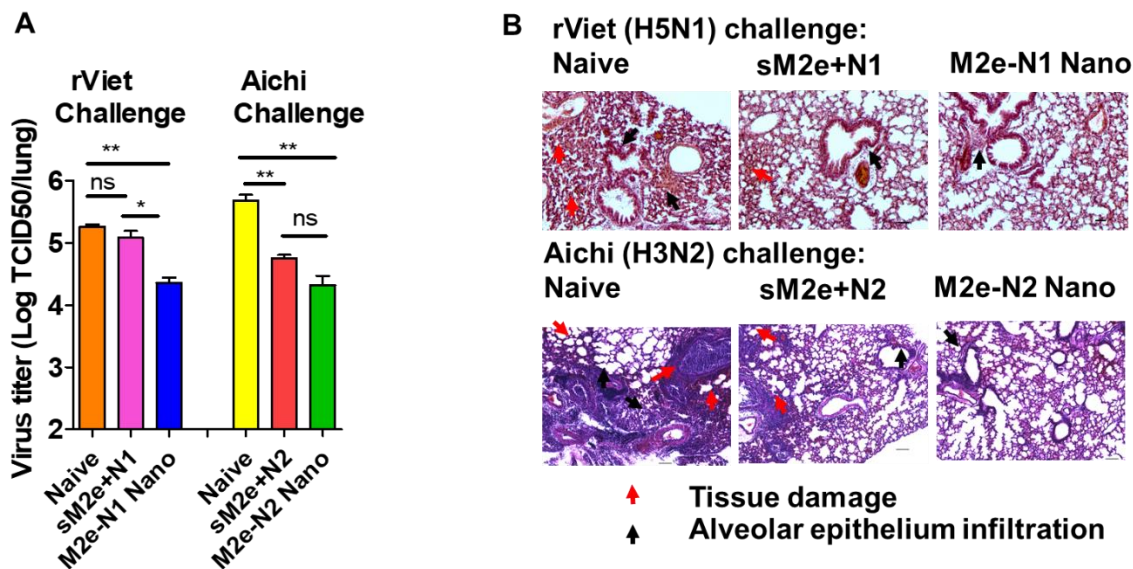 A
rViet
Challenge
Aichi
Challenge
**
ns
*
**
**
ns
Virus titer (Log TCID50/lung)
6
5
4
3
2
Naive
sM2e+N1
M2e-N1 Nano
Naive
sM2e+N2
M2e-N2 Nano
B
rViet (H5N1) challenge:
Naive
sM2e+N1
M2e-N1 Nano
Aichi (H3N2) challenge:
Naive
sM2e+N2
M2e-N2 Nano
Tissue damage
Alveolar epithelium infiltration